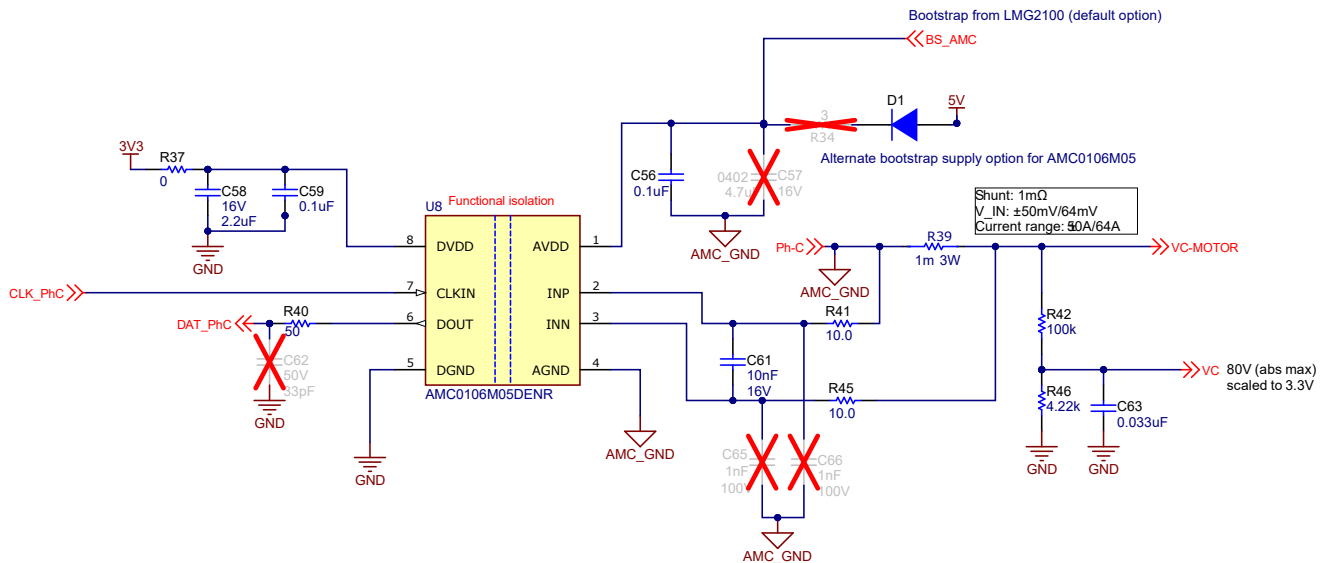 Bootstrap from LMG2100 (default option)
BS_AMC
D1
5V
3
R34
Alternate bootstrap supply option for AMC0106M05
3V3
R37
0
C58
16V
2.2uF
C59
0.1uF
GND
C56
0.1uF
0402
C57
16V
AMC_GND
U8
Functional isolation
8
DVDD
AVDD
1
7
CLKIN
INP
2
6
DOUT
INN
3
5
DGND
AGND
4
AMC0106M05DENR
CLK_PhC
DAT_PhC
R40
50
C62
50V
33pF
GND
GND
AMC_GND
Shunt: 1mΩ
V_IN: ±50mV/64mV
Current range: ±50A/64A
Ph-C
AMC_GND
R39
1m 3W
VC-MOTOR
R41
10.0
C61
10nF
16V
R45
10.0
C65
1nF
100V
C66
1nF
100V
AMC_GND
R42
100k
R46
4.22k
C63
0.033uF
GND
GND
VC
80V (abs max)
scaled to 3.3V